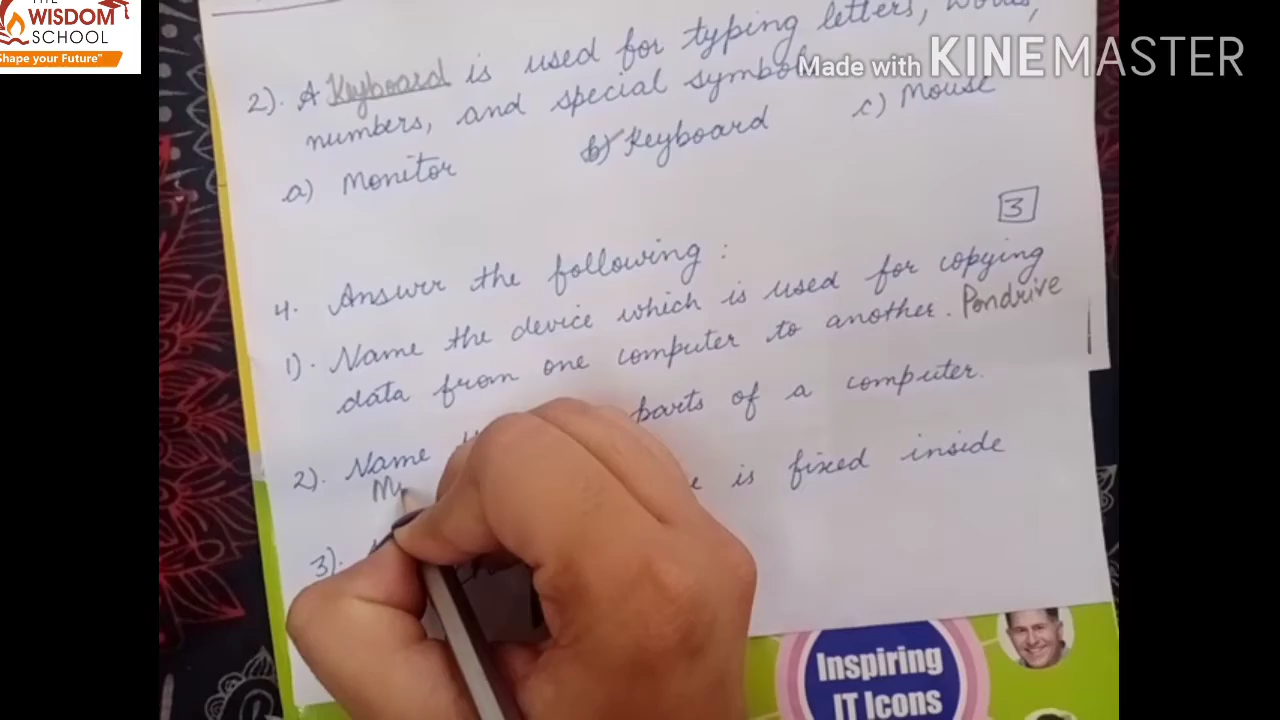 THE
WISDOM
SCHOOL
Shape your Future"
Made with KINEMASTER
2). A Keyboard is used for typing letters, words,
numbers, and special symbols.
a) Monitor b) Keyboard c) Mouse
3
4. Answer the following :
1). Name the device which is used for copying
data from one computer to another. Pendrive
2). Name parts of a computer.
3). is fixed inside
Inspiring
IT Icons